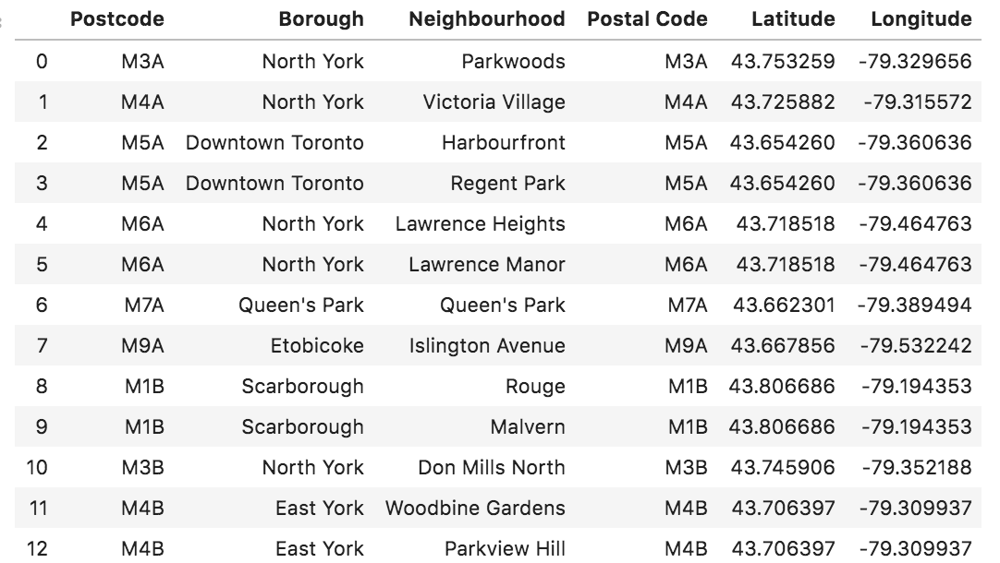 Postcode Borough Neighbourhood Postal Code Latitude Longitude
0 M3A North York Parkwoods M3A 43.753259 -79.329656
1 M4A North York Victoria Village M4A 43.725882 -79.315572
2 M5A Downtown Toronto Harbourfront M5A 43.654260 -79.360636
3 M5A Downtown Toronto Regent Park M5A 43.654260 -79.360636
4 M6A North York Lawrence Heights M6A 43.718518 -79.464763
5 M6A North York Lawrence Manor M6A 43.718518 -79.464763
6 M7A Queen's Park Queen's Park M7A 43.662301 -79.389494
7 M9A Etobicoke Islington Avenue M9A 43.667856 -79.532242
8 M1B Scarborough Rouge M1B 43.806686 -79.194353
9 M1B Scarborough Malvern M1B 43.806686 -79.194353
10 M3B North York Don Mills North M3B 43.745906 -79.352188
11 M4B East York Woodbine Gardens M4B 43.706397 -79.309937
12 M4B East York Parkview Hill M4B 43.706397 -79.309937